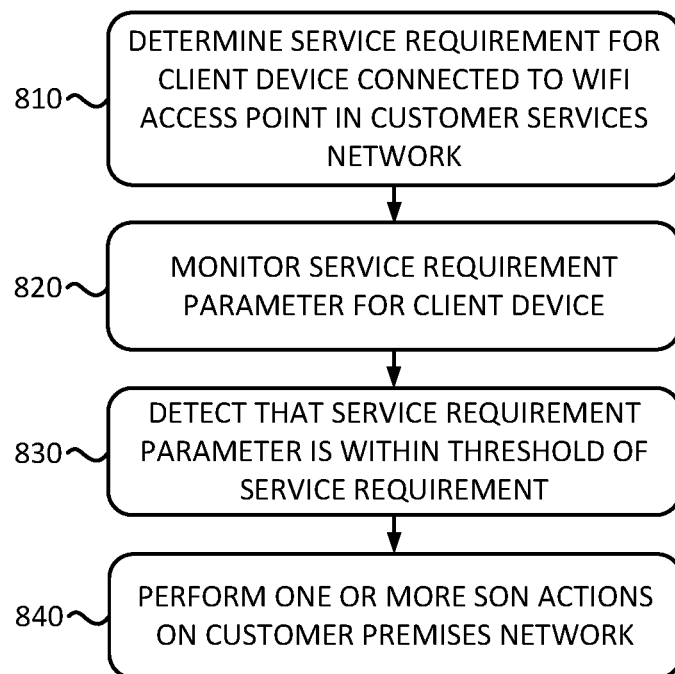 810
DETERMINE SERVICE REQUIREMENT FOR
CLIENT DEVICE CONNECTED TO WIFI
ACCESS POINT IN CUSTOMER SERVICES
NETWORK
820
MONITOR SERVICE REQUIREMENT
PARAMETER FOR CLIENT DEVICE
830
DETECT THAT SERVICE REQUIREMENT
PARAMETER IS WITHIN THRESHOLD OF
SERVICE REQUIREMENT
840
PERFORM ONE OR MORE SON ACTIONS
ON CUSTOMER PREMISES NETWORK